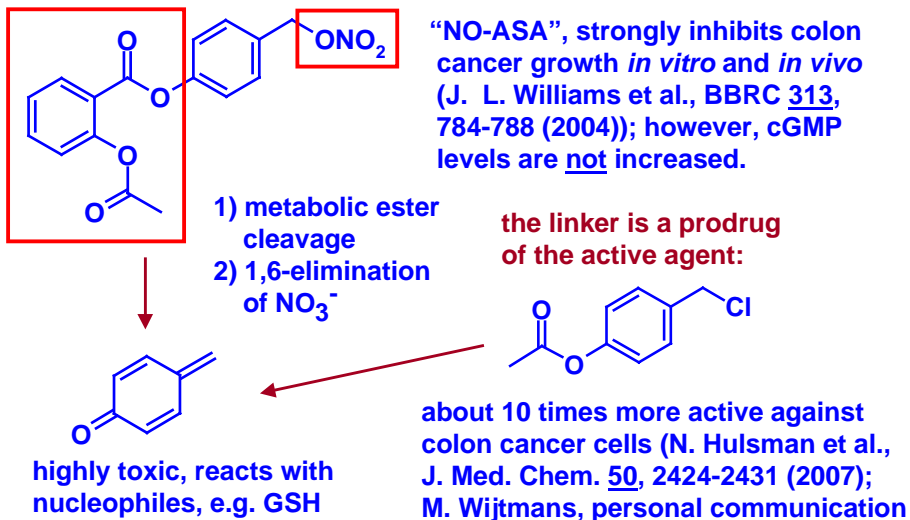 O
O
ONO2
O
O
“NO-ASA”, strongly inhibits colon
cancer growth in vitro and in vivo
(J. L. Williams et al., BBRC 313,
784-788 (2004)); however, cGMP
levels are not increased.
1) metabolic ester
cleavage
2) 1,6-elimination
of NO3-
the linker is a prodrug
of the active agent:
O
O
Cl
O
highly toxic, reacts with
nucleophiles, e.g. GSH
about 10 times more active against
colon cancer cells (N. Hulsman et al.,
J. Med. Chem. 50, 2424-2431 (2007);
M. Wijtmans, personal communication